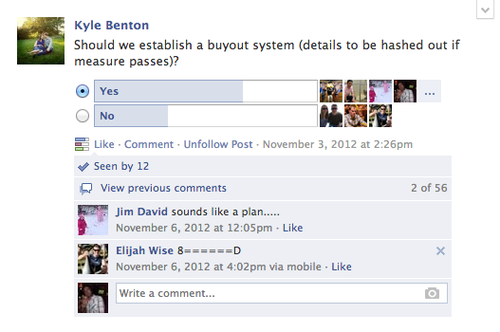 Kyle Benton
Should we establish a buyout system (details to be hashed out if
measure passes)?
Yes
...
No
Like · Comment · Unfollow Post · November 3, 2012 at 2:26pm
Seen by 12
View previous comments 2 of 56
Jim David sounds like a plan.....
November 6, 2012 at 12:05pm · Like
Elijah Wise 8======D
November 6, 2012 at 4:02pm via mobile · Like
Write a comment...